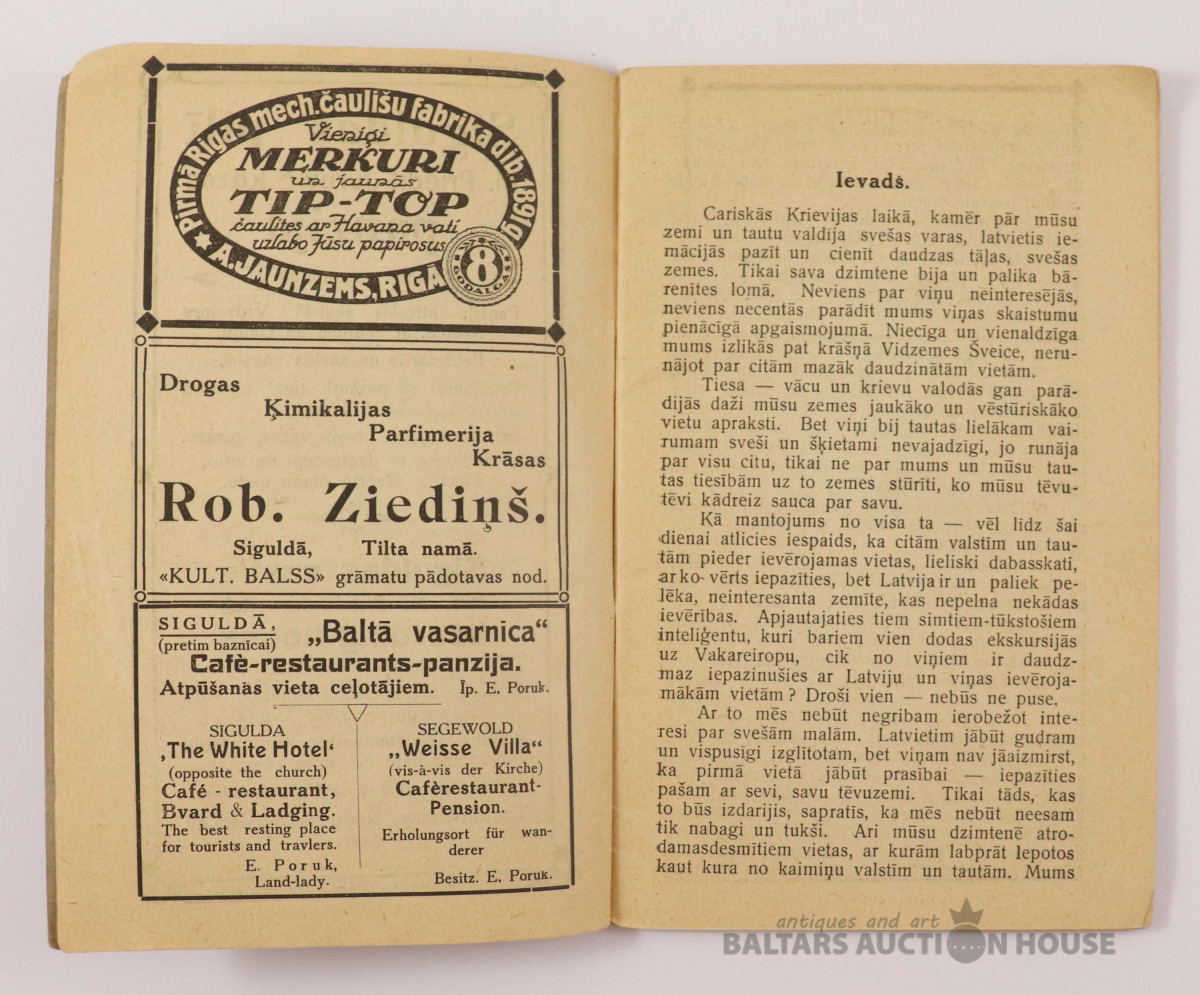 Pirmā Rīgas mech. čaulīšu fabrika dib. 1891g
Vienīgi
MERKURI
un jaunās
TIP-TOP
čaulītes ar Havana vati
uzlabo Jūsu papirosus
A. JAUNZEMS, RIGĀ
8
GODALGAS
Drogas
Ķimikalijas
Parfimerija
Krāsas
Rob. Ziediņš.
Siguldā, Tilta namā.
«KULT. BALSS» grāmatu pādotavas nod.
SIGULDĀ,
(pretim baznīcai)
„Baltā vasarnica“
Cafè-restaurants-panzija.
Atpūšanās vieta ceļotājiem. Īp. E. Poruk.
SIGULDA
‚The White Hotel‘
(opposite the church)
Café - restaurant,
Bvard & Ladging.
The best resting place
for tourists and travlers.
E. Poruk,
Land-lady.
SEGEWOLD
„Weisse Villa“
(vis-à-vis der Kirche)
Cafèrestaurant-
Pension.
Erholungsort für wan-
derer
Besitz. E. Poruk.
Ievadš.
Cariskās Krievijas laikā, kamēr pār mūsu
zemi un tautu valdīja svešas varas, latvietis ie-
mācījās pazīt un cienīt daudzas tāļas, svešas
zemes. Tikai sava dzimtene bija un palika bā-
renītes lomā. Neviens par viņu neinteresējās,
neviens necentās parādīt mums viņas skaistumu
pienācīgā apgaismojumā. Niecīga un vienaldzīga
mums izlikās pat krāšņā Vidzemes Šveice, neru-
nājot par citām mazāk daudzinātām vietām.
Tiesa — vācu un krievu valodās gan parā-
dijās daži mūsu zemes jaukāko un vēstūriskāko
vietu apraksti. Bet viņi bij tautas lielākam vai-
rumam sveši un šķietami nevajadzīgi, jo runāja
par visu citu, tikai ne par mums un mūsu tau-
tas tiesībām uz to zemes stūrīti, ko mūsu tēvu-
tēvi kādreiz sauca par savu.
Kā mantojums no visa ta — vēl līdz šai
dienai atlicies iespaids, ka citām valstīm un tau-
tām pieder ievērojamas vietas, lieliski dabasskati,
ar ko vērts iepazīties, bet Latvija ir un paliek pe-
lēka, neinteresanta zemīte, kas nepelna nekādas
ievērības. Apjautajaties tiem simtiem-tūkstošiem
inteliģentu, kuri bariem vien dodas ekskursijās
uz Vakareiropu, cik no viņiem ir daudz-
maz iepazinušies ar Latviju un viņas ievēroja-
mākām vietām? Droši vien — nebūs ne puse.
Ar to mēs nebūt negribam ierobežot inte-
resi par svešām malām. Latvietim jābūt gudram
un vispusīgi izglītotam, bet viņam nav jāaizmirst,
ka pirmā vietā jābūt prasībai — iepazīties
pašam ar sevi, savu tēvuzemi. Tikai tāds, kas
to būs izdarijis, sapratīs, ka mēs nebūt neesam
tik nabagi un tukši. Ari mūsu dzimtenē atro-
damasdesmitiem vietas, ar kurām labprāt lepotos
kaut kura no kaimiņu valstīm un tautām. Mums
antiques and art
BALTARS AUCTION HOUSE